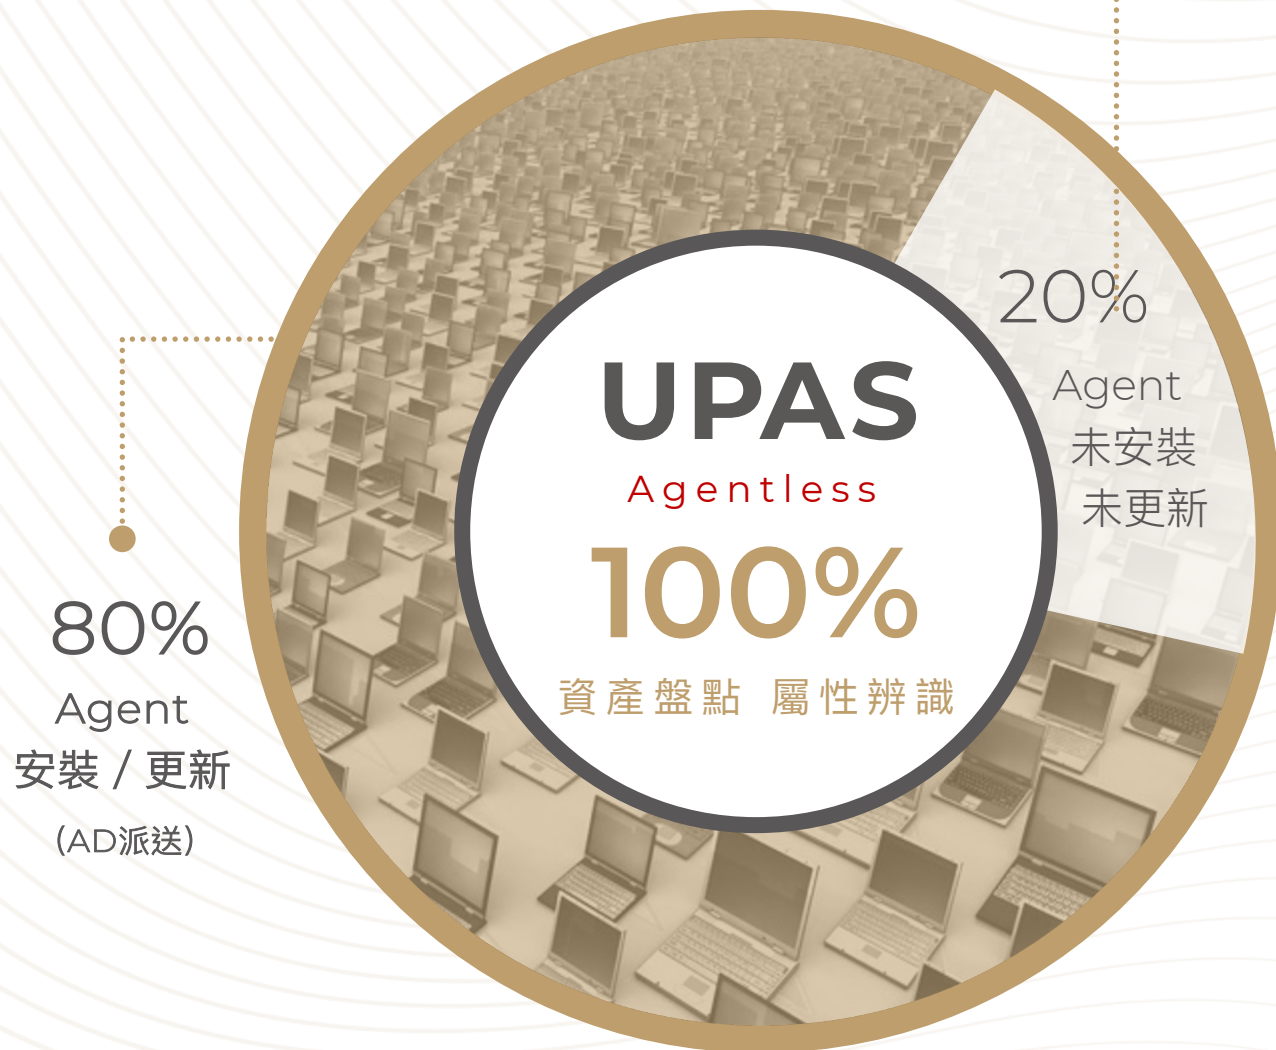 80%
Agent
安裝 / 更新
(AD派送)
UPAS
Agentless
100%
資產盤點 屬性辨識
20%
Agent
未安裝
未更新